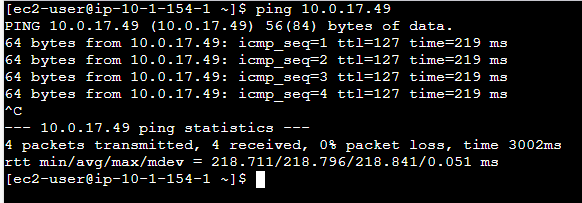 [ec2-user@ip-10-1-154-1 ~]$ ping 10.0.17.49
PING 10.0.17.49 (10.0.17.49) 56(84) bytes of data.
64 bytes from 10.0.17.49: icmp_seq=1 ttl=127 time=219 ms
64 bytes from 10.0.17.49: icmp_seq=2 ttl=127 time=219 ms
64 bytes from 10.0.17.49: icmp_seq=3 ttl=127 time=219 ms
64 bytes from 10.0.17.49: icmp_seq=4 ttl=127 time=219 ms
^C
--- 10.0.17.49 ping statistics ---
4 packets transmitted, 4 received, 0% packet loss, time 3002ms
rtt min/avg/max/mdev = 218.711/218.796/218.841/0.051 ms
[ec2-user@ip-10-1-154-1 ~]$